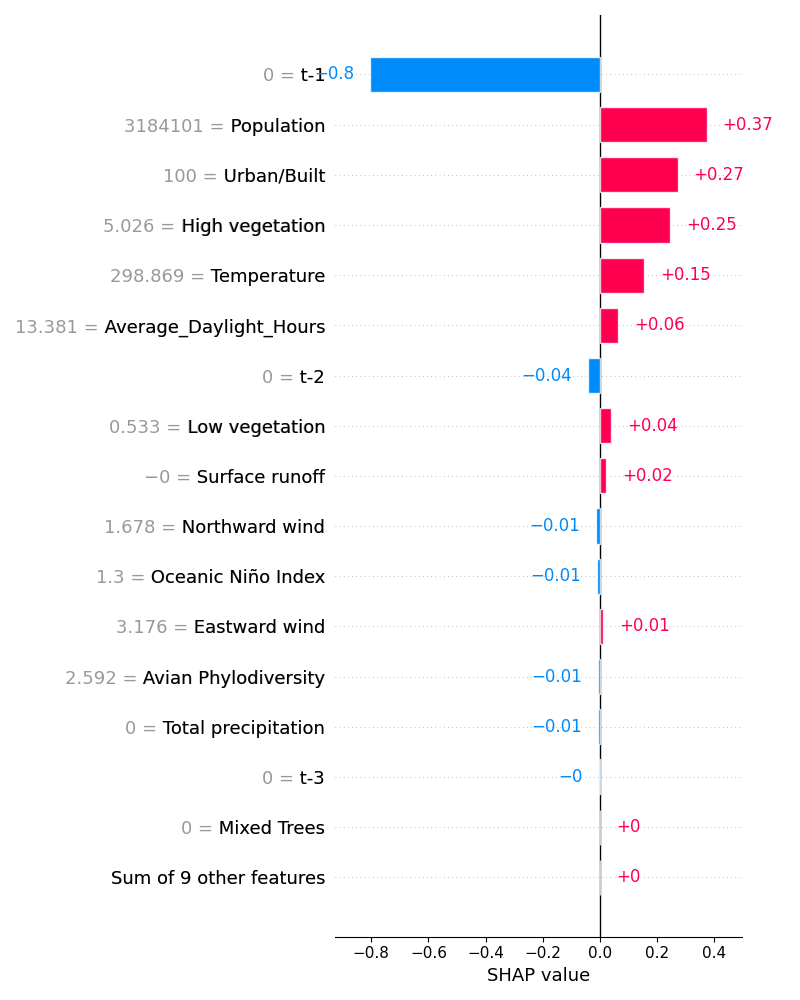 0 = t-1 −0.8
3184101 = Population +0.37
100 = Urban/Built +0.27
5.026 = High vegetation +0.25
298.869 = Temperature +0.15
13.381 = Average_Daylight_Hours +0.06
0 = t-2 −0.04
0.533 = Low vegetation +0.04
−0 = Surface runoff +0.02
1.678 = Northward wind −0.01
1.3 = Oceanic Niño Index −0.01
3.176 = Eastward wind +0.01
2.592 = Avian Phylodiversity −0.01
0 = Total precipitation −0.01
0 = t-3 −0
0 = Mixed Trees +0
Sum of 9 other features +0
−0.8 −0.6 −0.4 −0.2 0.0 0.2 0.4
SHAP value